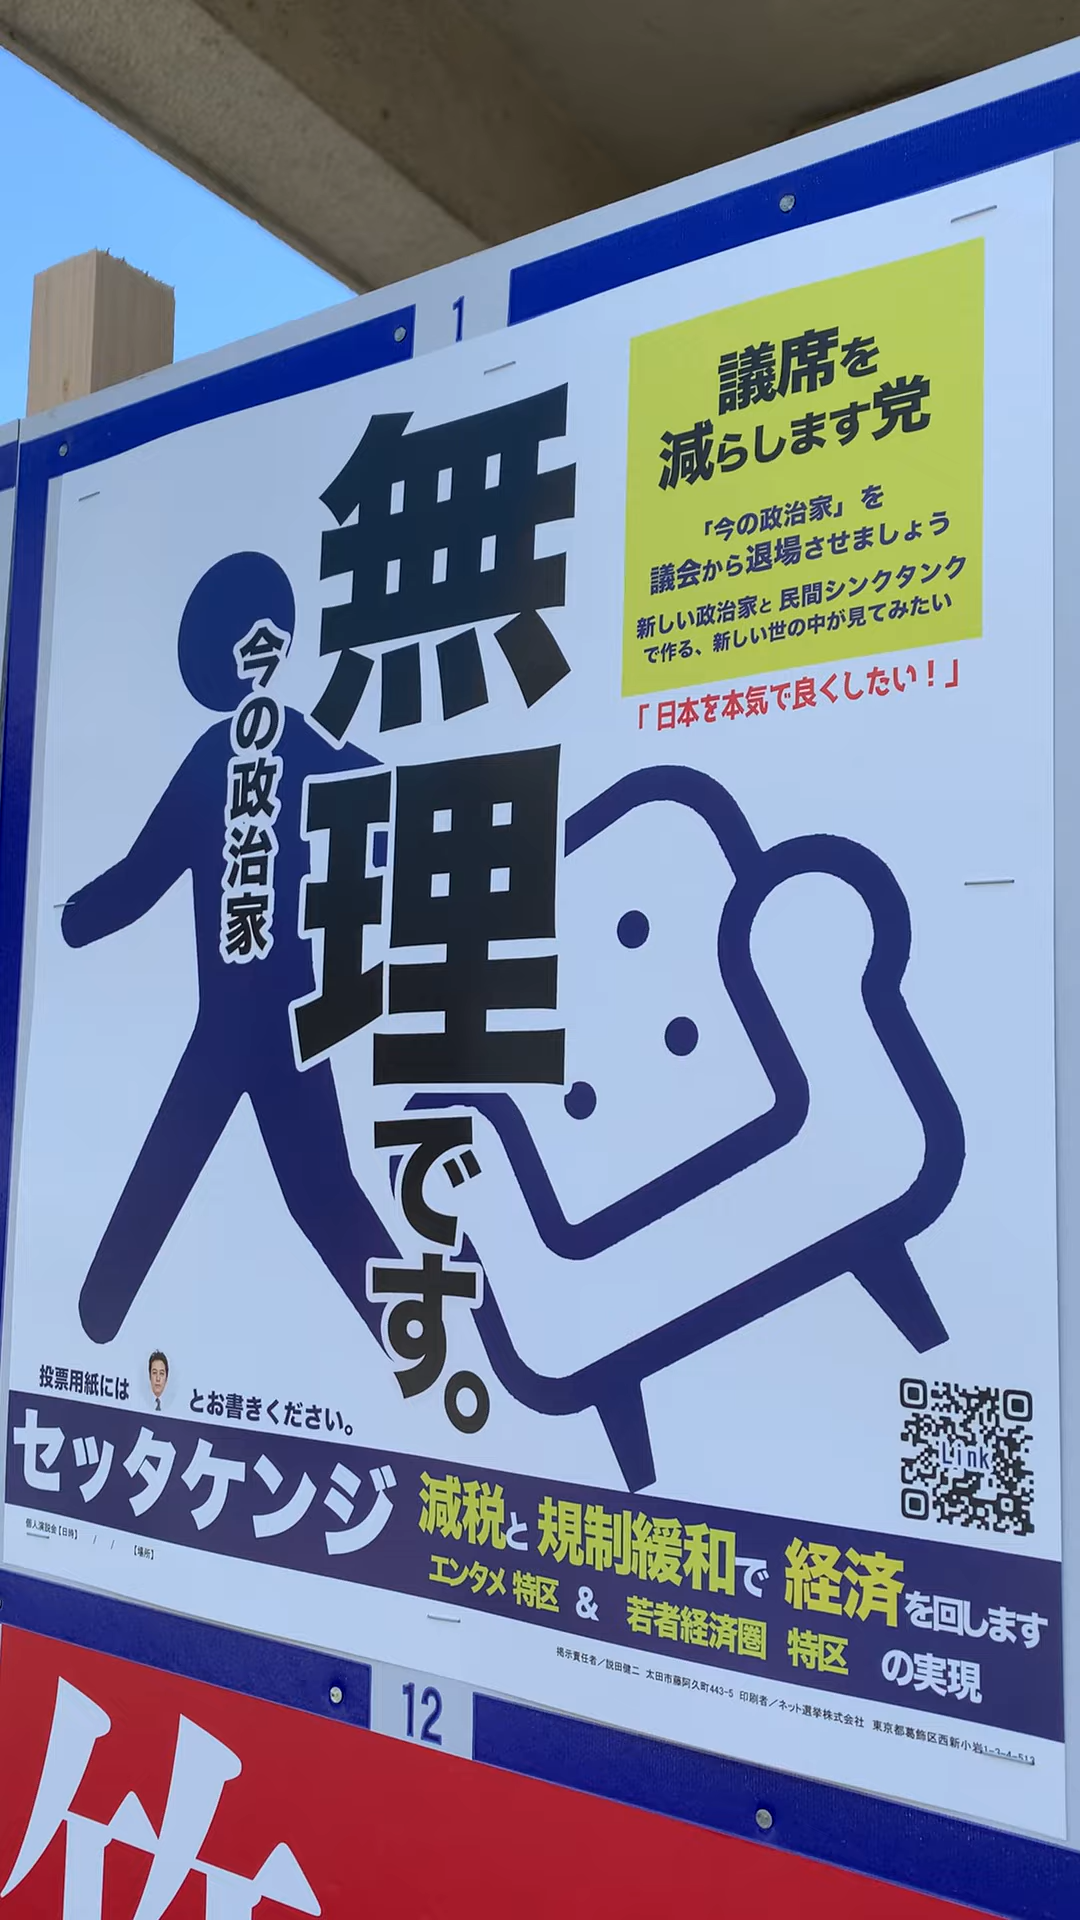 1
議席を
減らします党
「今の政治家」を
議会から退場させましょう
新しい政治家と 民間シンクタンク
で作る、新しい世の中が見てみたい
「日本を本気で良くしたい！」
無理です。
今の政治家
投票用紙には
とお書きください。
セッタケンジ
減税と規制緩和で 経済を回します
エンタメ特区 & 若者経済圏 特区 の実現
Link
個人演説会【日時】 / / 【場所】
掲示責任者／説田健二 太田市藤阿久町443-5 印刷者／ネット選挙株式会社 東京都葛飾区西新小岩1-2-4-513
12